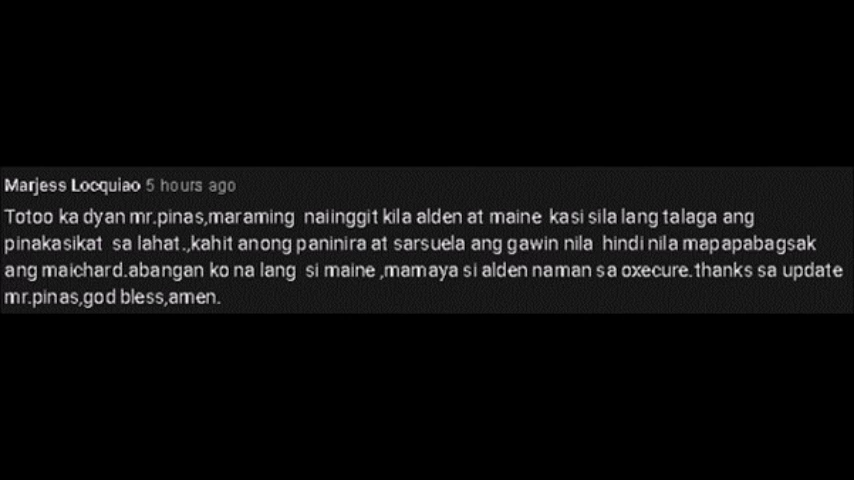 Marjess Locquiao 5 hours ago
Totoo ka dyan mr.pinas,maraming naiinggit kila alden at maine kasi sila lang talaga ang
pinakasikat sa lahat.,kahit anong paninira at sarsuela ang gawin nila hindi nila mapapabagsak
ang maichard.abangan ko na lang si maine ,mamaya si alden naman sa oxecure.thanks sa update
mr.pinas,god bless,amen.